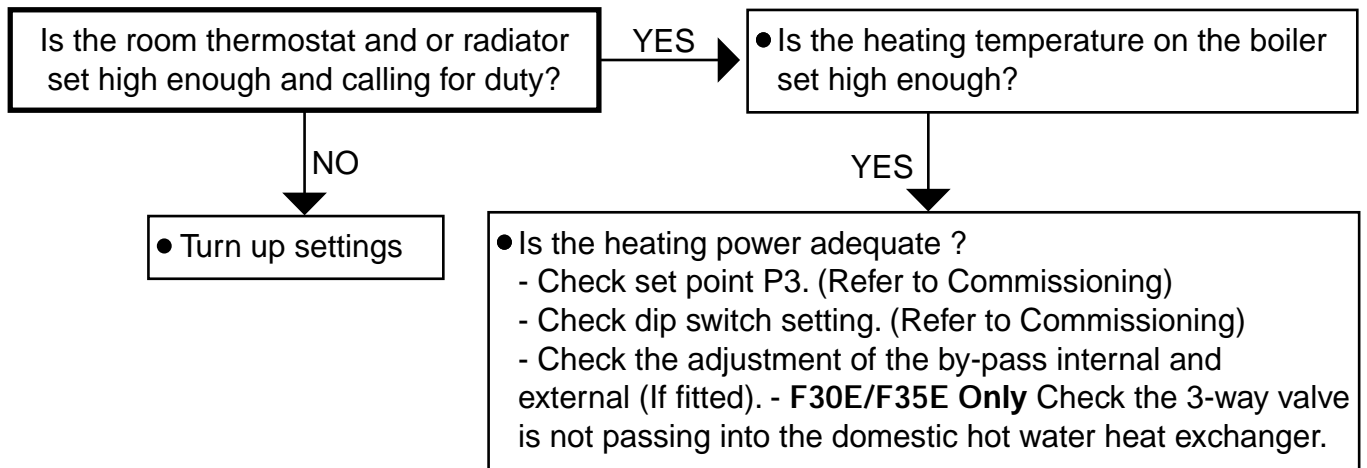 Is the room thermostat and or radiator
set high enough and calling for duty?
YES
● Is the heating temperature on the boiler
set high enough?
NO
YES
● Turn up settings
● Is the heating power adequate ?
- Check set point P3. (Refer to Commissioning)
- Check dip switch setting. (Refer to Commissioning)
- Check the adjustment of the by-pass internal and
external (If fitted). - F30E/F35E Only Check the 3-way valve
is not passing into the domestic hot water heat exchanger.